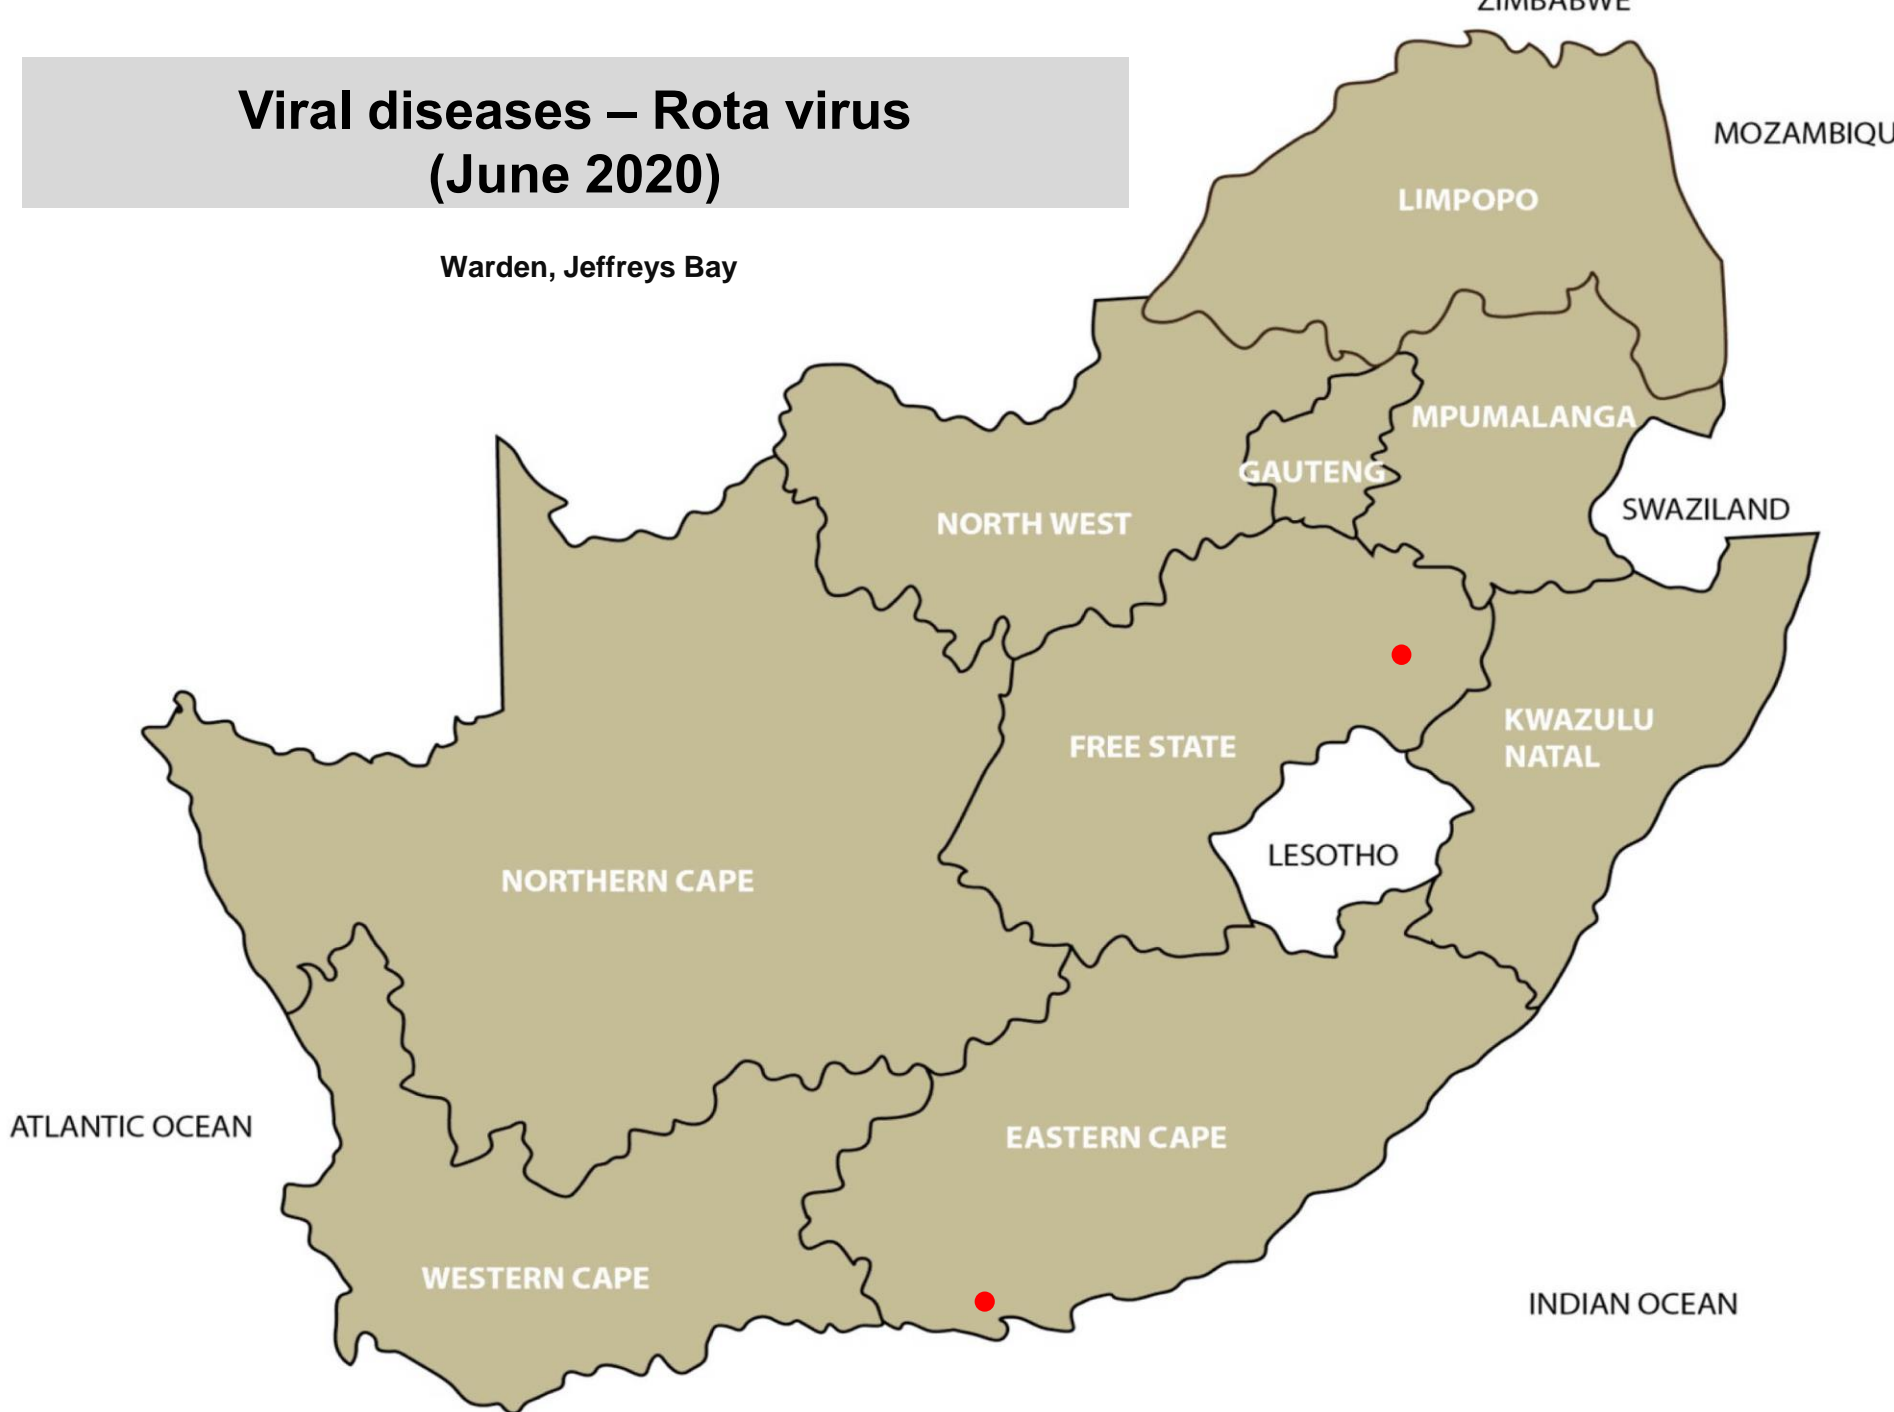 ZIMBABWE
Viral diseases – Rota virus
(June 2020)
MOZAMBIQU
LIMPOPO
Warden, Jeffreys Bay
MPUMALANGA
GAUTENG
SWAZILAND
NORTH WEST
KWAZULU
NATAL
FREE STATE
LESOTHO
NORTHERN CAPE
ATLANTIC OCEAN
EASTERN CAPE
WESTERN CAPE
INDIAN OCEAN